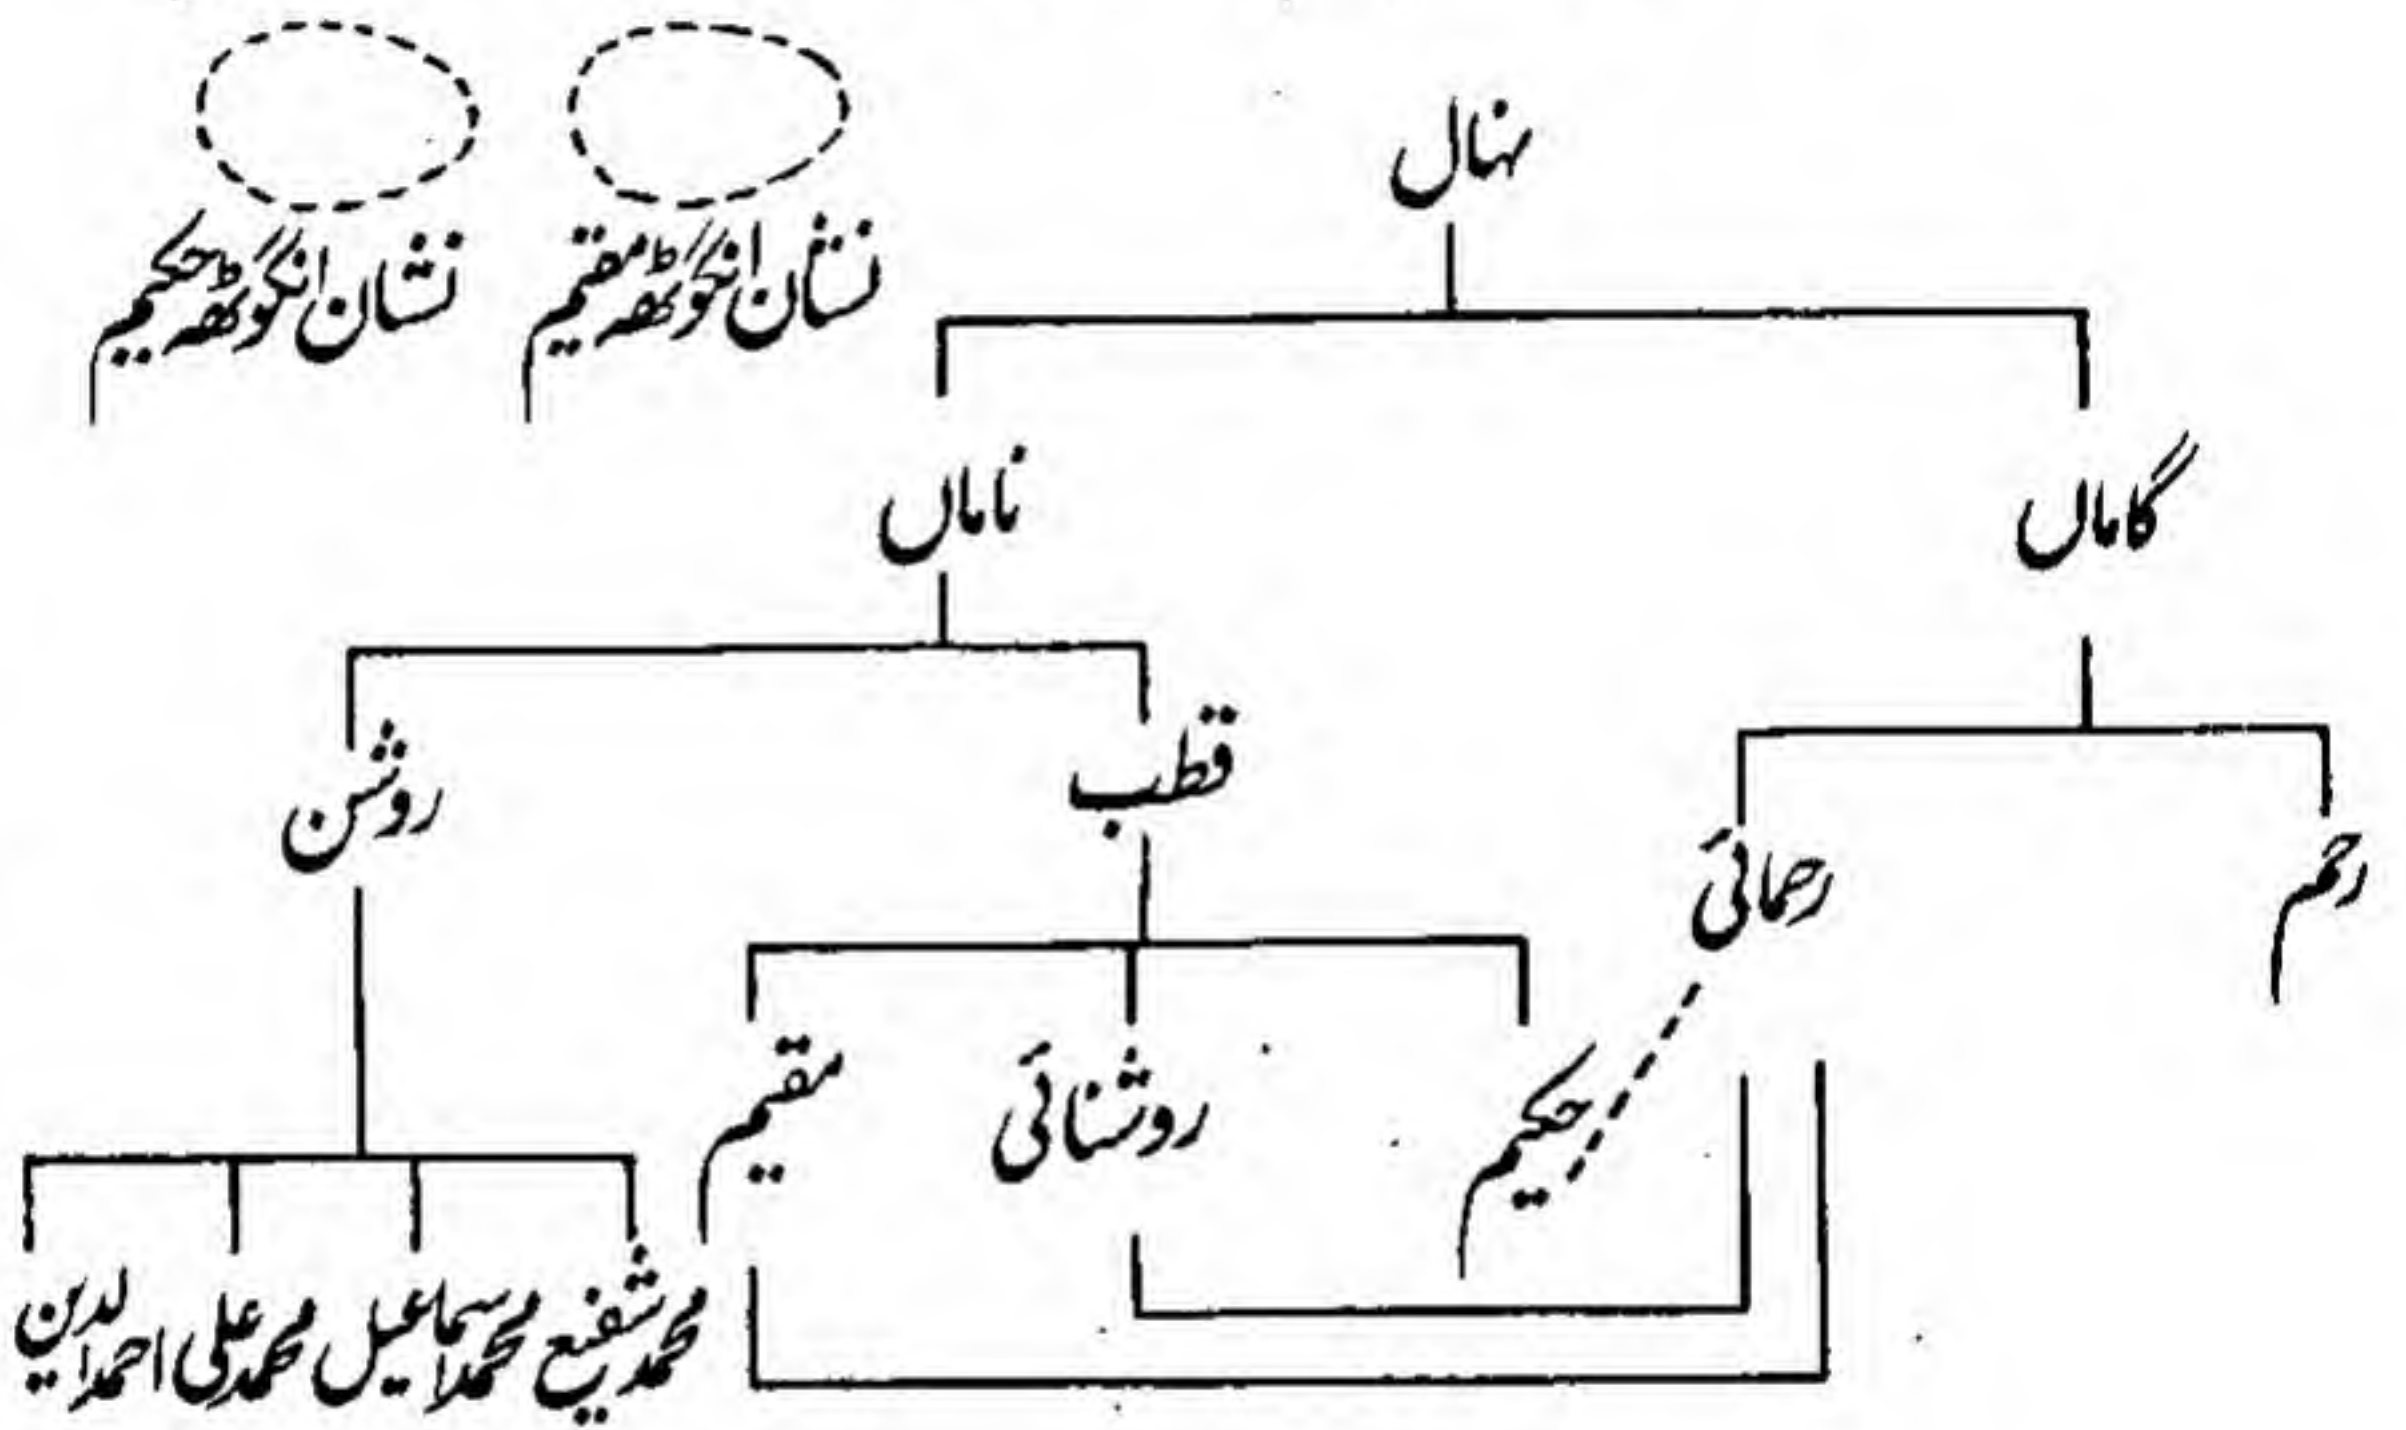 نہال
نشان انگوٹھہ مقیم
نشان انگوٹھہ حکیم
گاماں
ناماں
قطب
روشن
رحم
رحمائی
حکیم
روشنائی
مقیم
محمد شفیع
محمد اسماعیل
محمد علی
احمد الدین